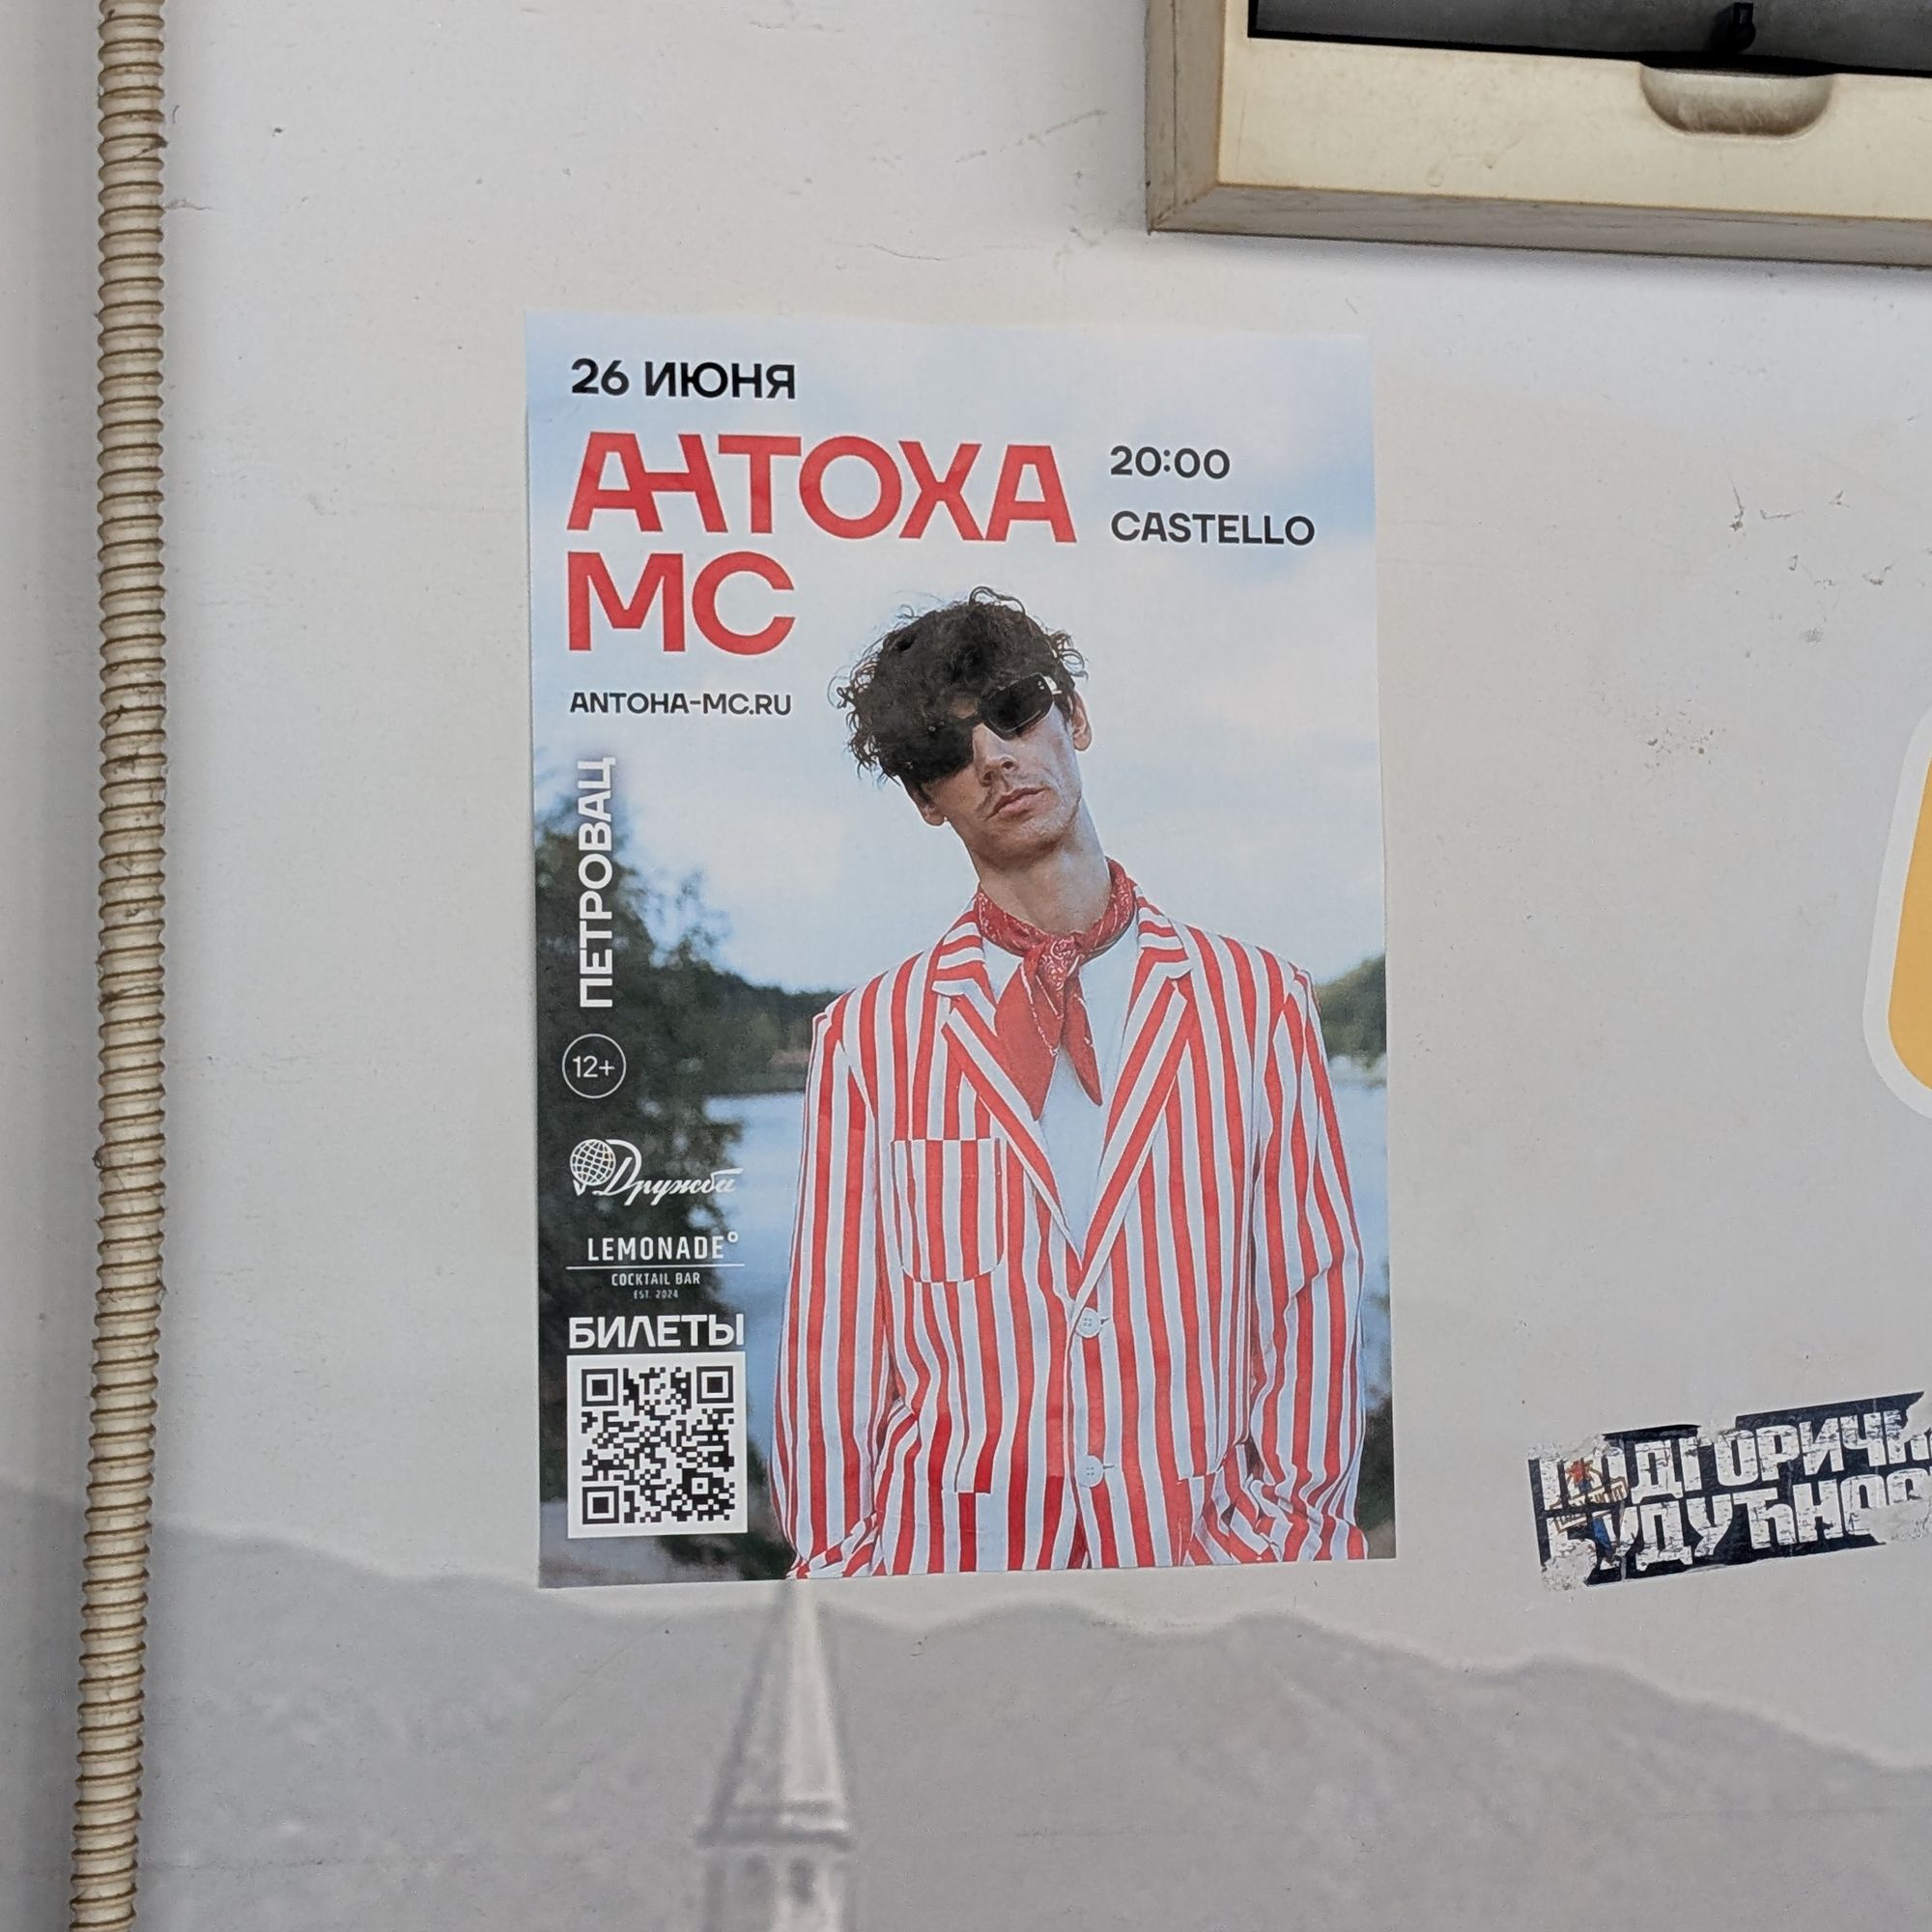 26 ИЮНЯ
АНТОХА
МС
20:00
CASTELLO
ANTOHA-MC.RU
ПЕТРОВАЦ
12+
Дружба
LEMONADE°
COCKTAIL BAR
EST. 2024
БИЛЕТЫ